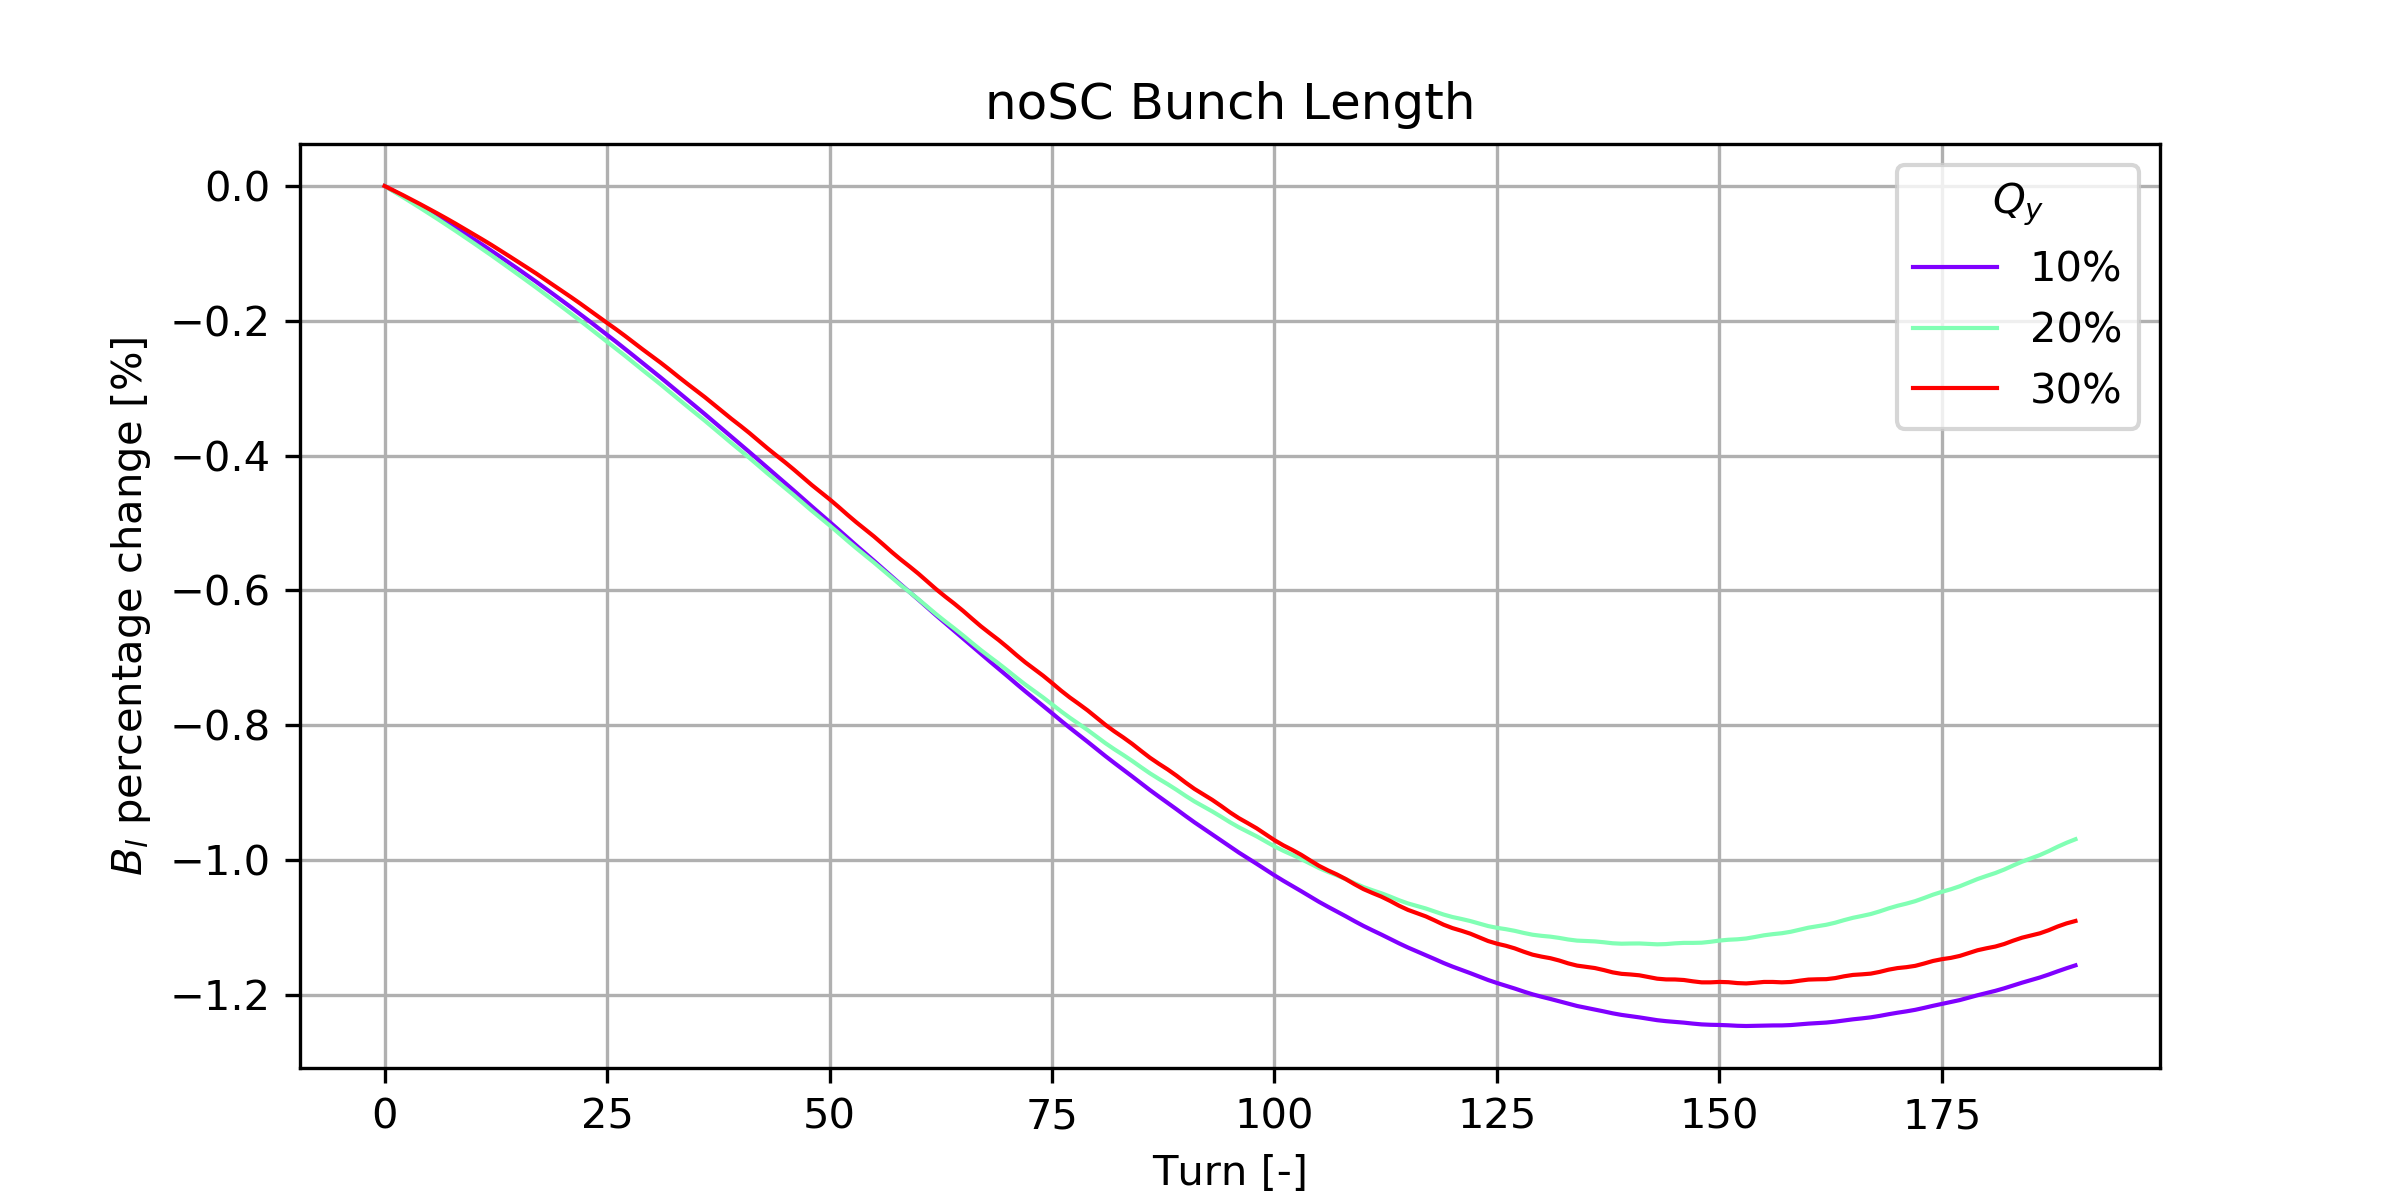 noSC Bunch Length
B_l percentage change [%]
0.0
−0.2
−0.4
−0.6
−0.8
−1.0
−1.2
0 25 50 75 100 125 150 175
Turn [-]
Q_y
10%
20%
30%